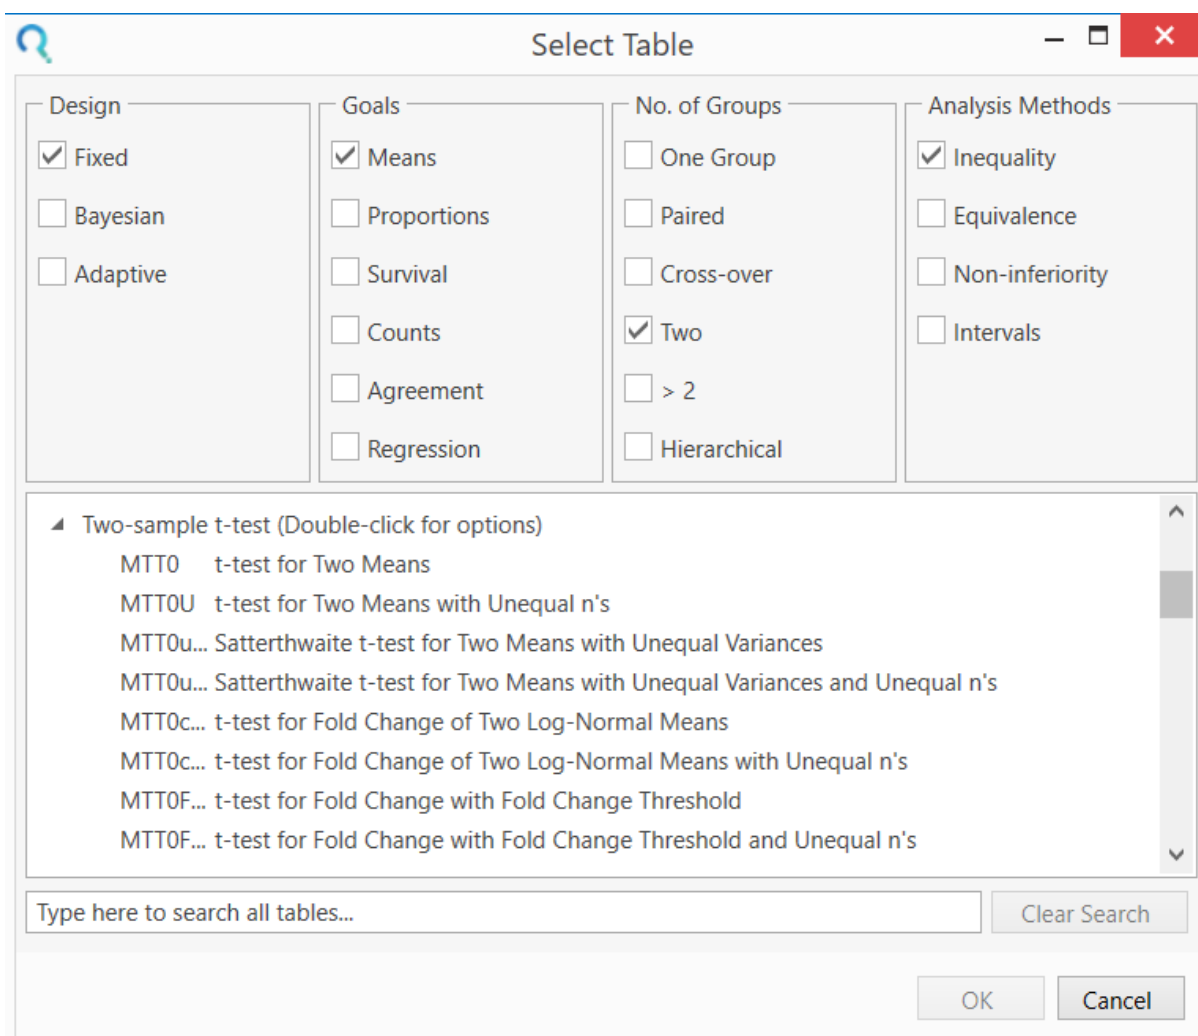 Select Table
Design
Fixed
Bayesian
Adaptive
Goals
Means
Proportions
Survival
Counts
Agreement
Regression
No. of Groups
One Group
Paired
Cross-over
Two
> 2
Hierarchical
Analysis Methods
Inequality
Equivalence
Non-inferiority
Intervals
Two-sample t-test (Double-click for options)
MTT0 t-test for Two Means
MTT0U t-test for Two Means with Unequal n's
MTT0u... Satterthwaite t-test for Two Means with Unequal Variances
MTT0u... Satterthwaite t-test for Two Means with Unequal Variances and Unequal n's
MTT0c... t-test for Fold Change of Two Log-Normal Means
MTT0c... t-test for Fold Change of Two Log-Normal Means with Unequal n's
MTT0F... t-test for Fold Change with Fold Change Threshold
MTT0F... t-test for Fold Change with Fold Change Threshold and Unequal n's
Type here to search all tables...
Clear Search
OK
Cancel